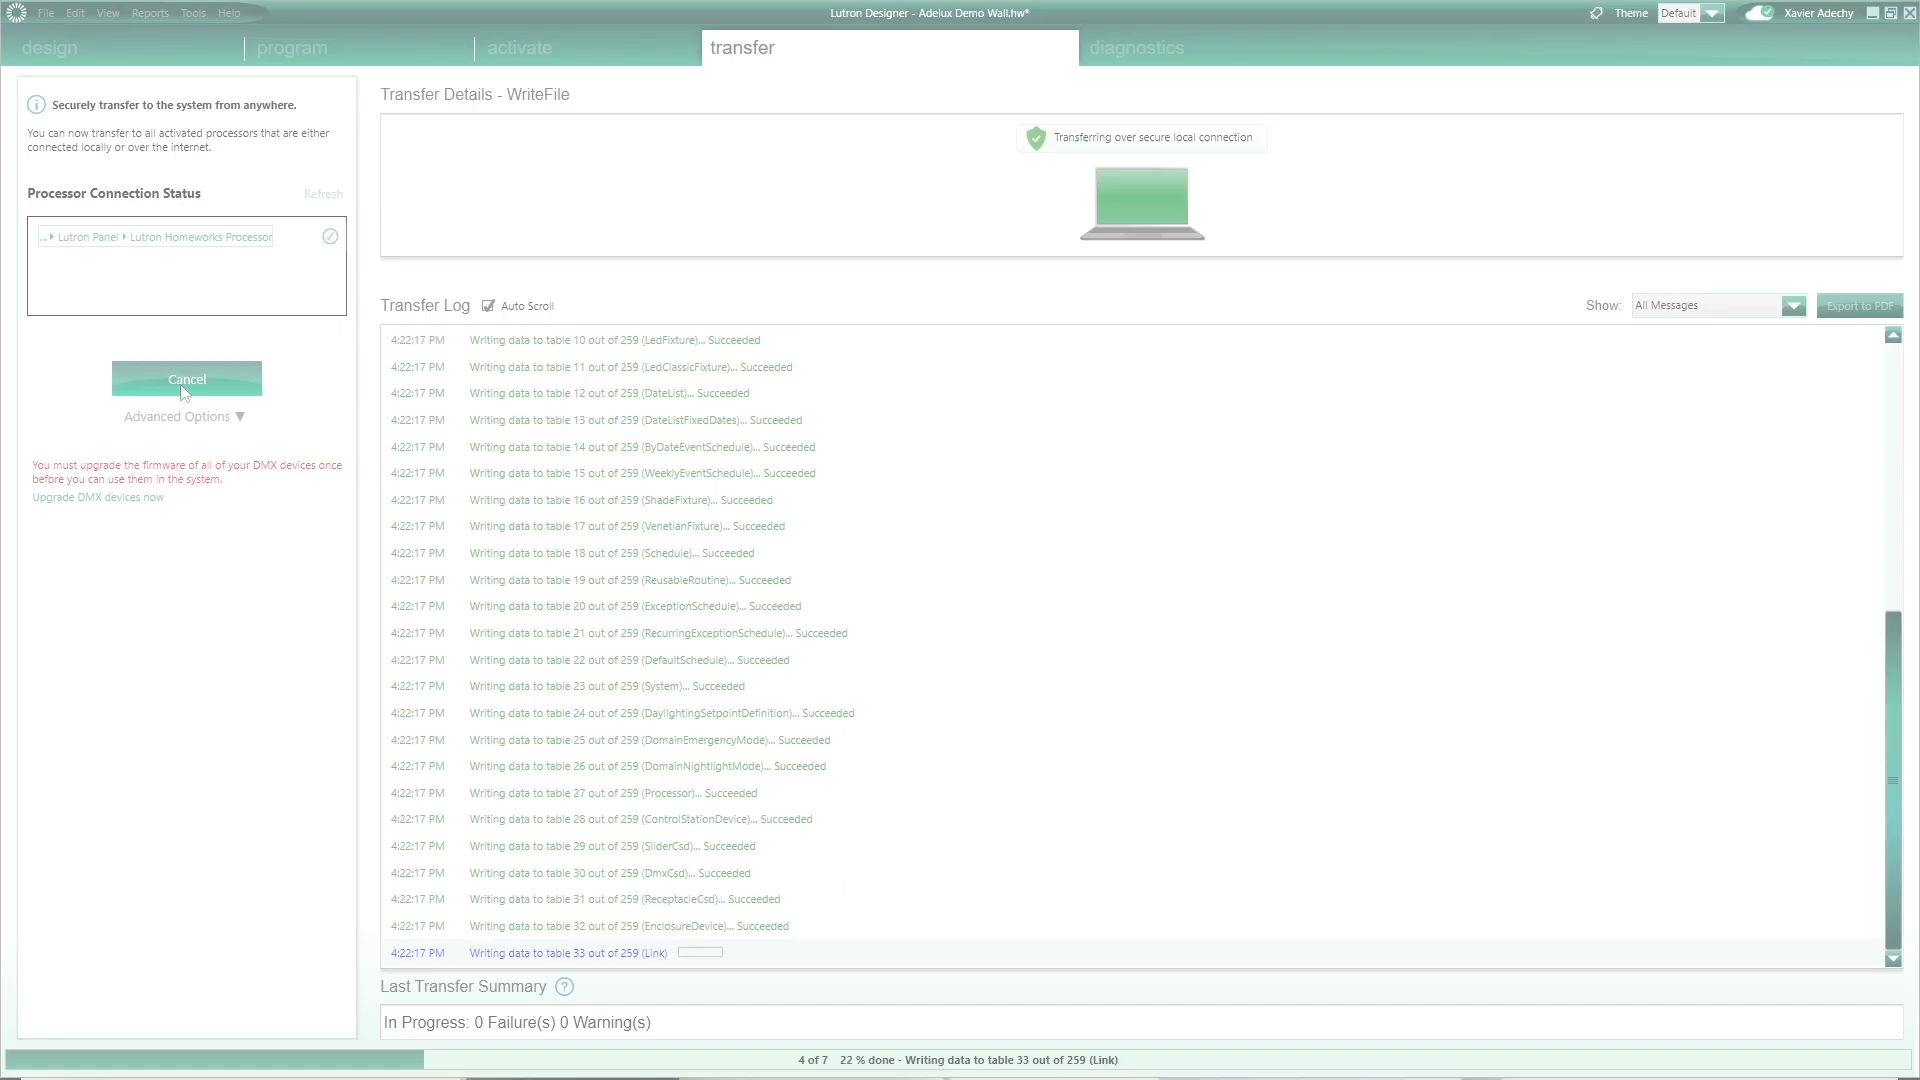 File Edit View Reports Tools Help
Lutron Designer - Adelux Demo Wall.hw*
Theme Default Xavier Adechy
design program activate transfer diagnostics
Securely transfer to the system from anywhere.
You can now transfer to all activated processors that are either
connected locally or over the internet.
Processor Connection Status Refresh
... Lutron Panel Lutron Homeworks Processor
Cancel
Advanced Options ▼
You must upgrade the firmware of all of your DMX devices once
before you can use them in the system.
Upgrade DMX devices now
Transfer Details - WriteFile
Transferring over secure local connection
Transfer Log Auto Scroll
Show: All Messages Export to PDF
4:22:17 PM Writing data to table 10 out of 259 (LedFixture)... Succeeded
4:22:17 PM Writing data to table 11 out of 259 (LedClassicFixture)... Succeeded
4:22:17 PM Writing data to table 12 out of 259 (DateList)... Succeeded
4:22:17 PM Writing data to table 13 out of 259 (DateListFixedDates)... Succeeded
4:22:17 PM Writing data to table 14 out of 259 (ByDateEventSchedule)... Succeeded
4:22:17 PM Writing data to table 15 out of 259 (WeeklyEventSchedule)... Succeeded
4:22:17 PM Writing data to table 16 out of 259 (ShadeFixture)... Succeeded
4:22:17 PM Writing data to table 17 out of 259 (VenetianFixture)... Succeeded
4:22:17 PM Writing data to table 18 out of 259 (Schedule)... Succeeded
4:22:17 PM Writing data to table 19 out of 259 (ReusableRoutine)... Succeeded
4:22:17 PM Writing data to table 20 out of 259 (ExceptionSchedule)... Succeeded
4:22:17 PM Writing data to table 21 out of 259 (RecurringExceptionSchedule)... Succeeded
4:22:17 PM Writing data to table 22 out of 259 (DefaultSchedule)... Succeeded
4:22:17 PM Writing data to table 23 out of 259 (System)... Succeeded
4:22:17 PM Writing data to table 24 out of 259 (DaylightingSetpointDefinition)... Succeeded
4:22:17 PM Writing data to table 25 out of 259 (DomainEmergencyMode)... Succeeded
4:22:17 PM Writing data to table 26 out of 259 (DomainNightlightMode)... Succeeded
4:22:17 PM Writing data to table 27 out of 259 (Processor)... Succeeded
4:22:17 PM Writing data to table 28 out of 259 (ControlStationDevice)... Succeeded
4:22:17 PM Writing data to table 29 out of 259 (SliderCsd)... Succeeded
4:22:17 PM Writing data to table 30 out of 259 (DmxCsd)... Succeeded
4:22:17 PM Writing data to table 31 out of 259 (ReceptacleCsd)... Succeeded
4:22:17 PM Writing data to table 32 out of 259 (EnclosureDevice)... Succeeded
4:22:17 PM Writing data to table 33 out of 259 (Link)
Last Transfer Summary ?
In Progress: 0 Failure(s) 0 Warning(s)
4 of 7 22 % done - Writing data to table 33 out of 259 (Link)